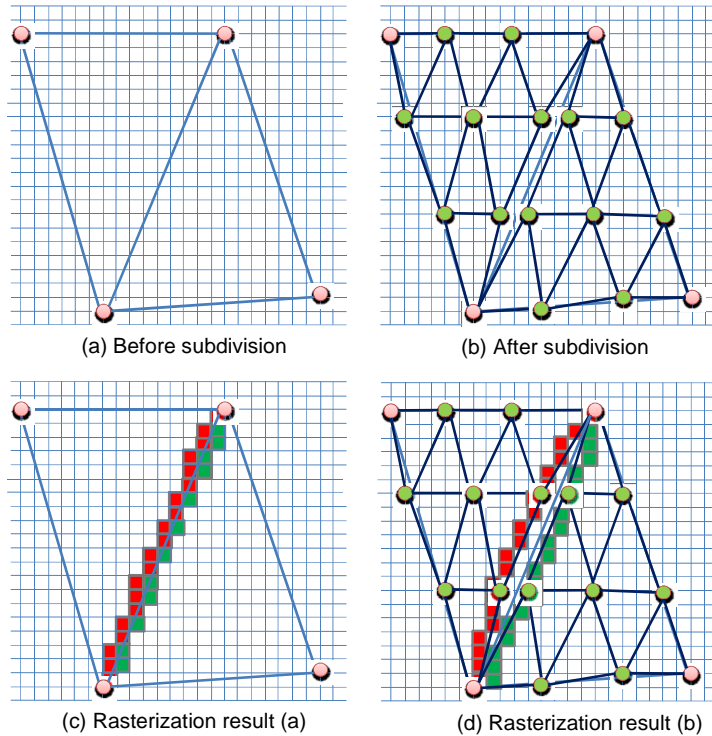 (a) Before subdivision
(b) After subdivision
(c) Rasterization result (a)
(d) Rasterization result (b)